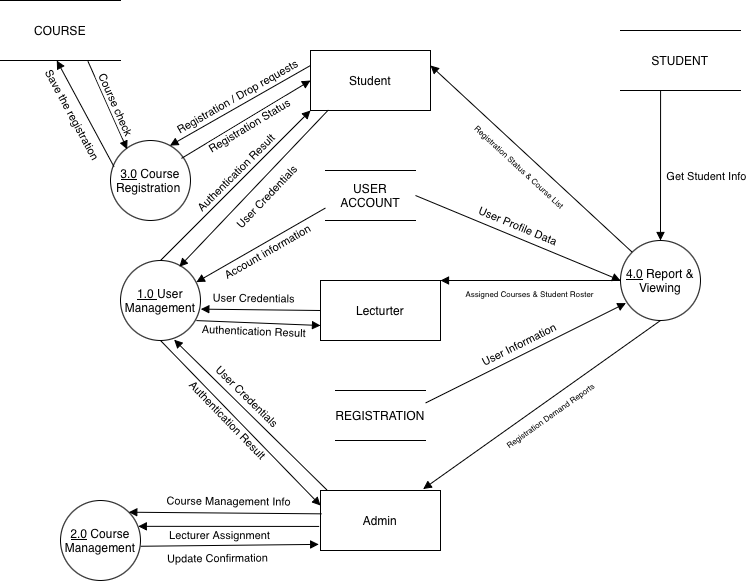 COURSE
STUDENT
Student
Save the registration
Course check
Registration / Drop requests
Registration Status
3.0 Course
Registration
Authentication Result
User Credentials
USER
ACCOUNT
Registration Status & Course List
Get Student Info
User Profile Data
Account information
4.0 Report &
Viewing
1.0 User
Management
User Credentials
Authentication Result
Lecturter
Assigned Courses & Student Roster
User Information
REGISTRATION
User Credentials
Authentication Result
Registration Demand Reports
Course Management Info
Admin
2.0 Course
Management
Lecturer Assignment
Update Confirmation